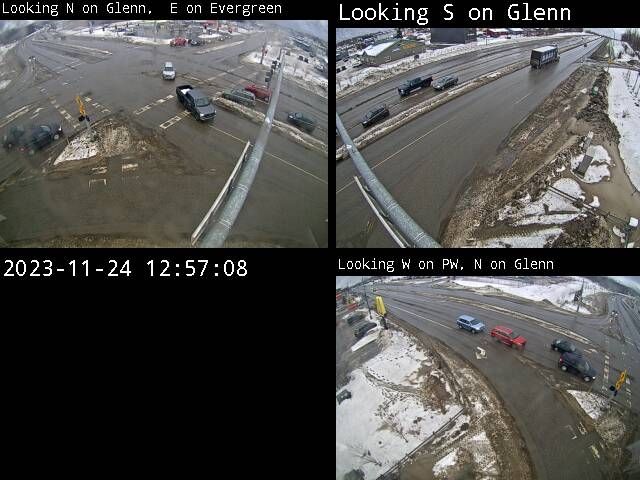 Looking N on Glenn,  E on Evergreen
Looking S on Glenn
2023-11-24 12:57:08
Looking W on PW, N on Glenn